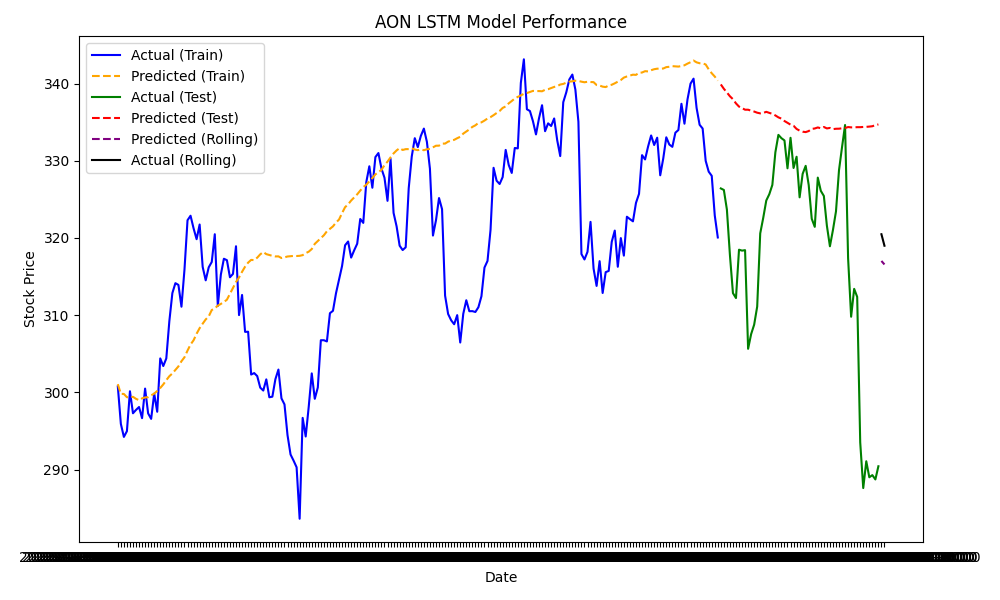 AON LSTM Model Performance
Actual (Train)
Predicted (Train)
Actual (Test)
Predicted (Test)
Predicted (Rolling)
Actual (Rolling)
Stock Price
340
330
320
310
300
290
Date